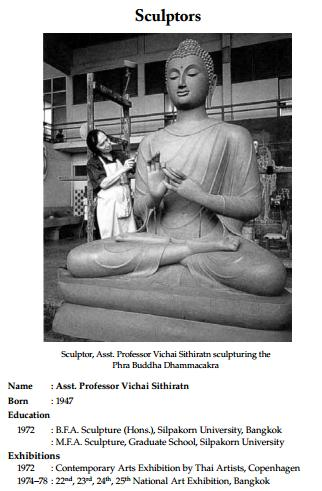 Sculptors
Sculptor, Asst. Professor Vichai Sithiratn sculpturing the
Phra Buddha Dhammacakra
Name : Asst. Professor Vichai Sithiratn
Born : 1947
Education
1972 : B.F.A. Sculpture (Hons.), Silpakorn University, Bangkok
: M.F.A. Sculpture, Graduate School, Silpakorn University
Exhibitions
1972 : Contemporary Arts Exhibition by Thai Artists, Copenhagen
1974–78 : 22nd, 23rd, 24th, 25th National Art Exhibition, Bangkok